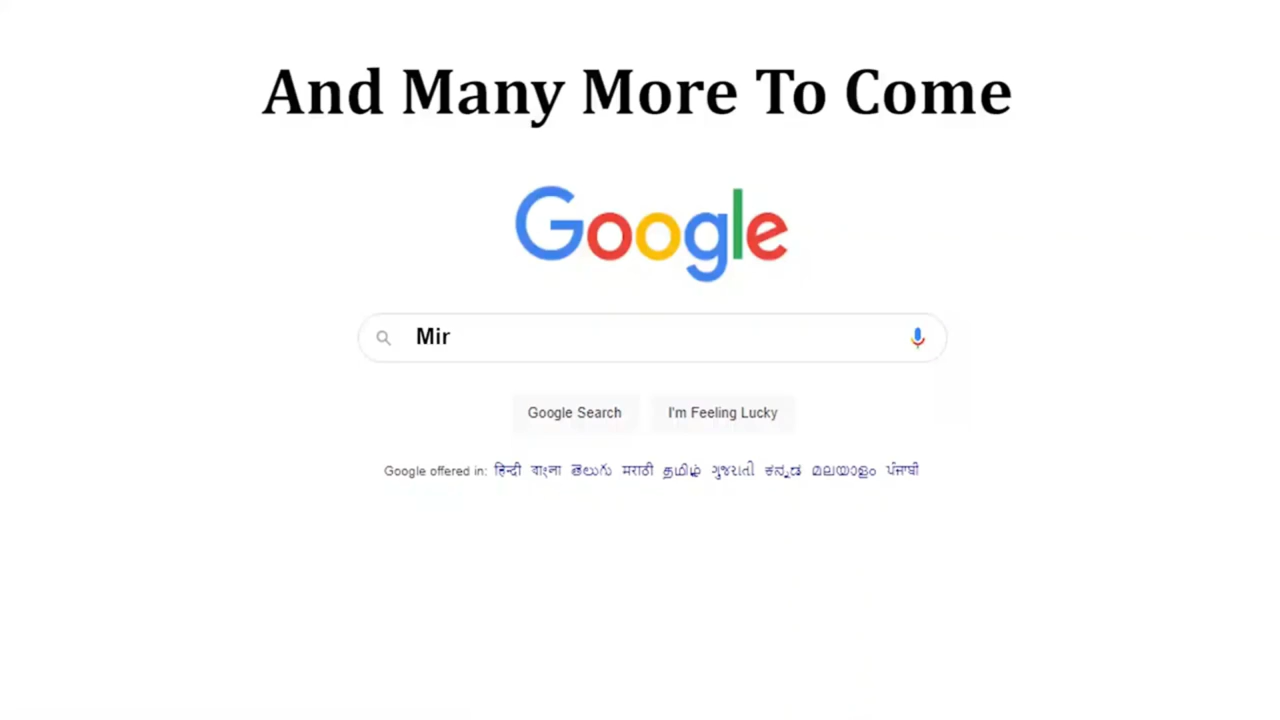 And Many More To Come
Google
Mir
Google Search I'm Feeling Lucky
Google offered in: हिन्दी বাংলা తెలుగు मराठी தமிழ் ગુજરાતી ಕನ್ನಡ മലയാളം ਪੰਜਾਬੀ